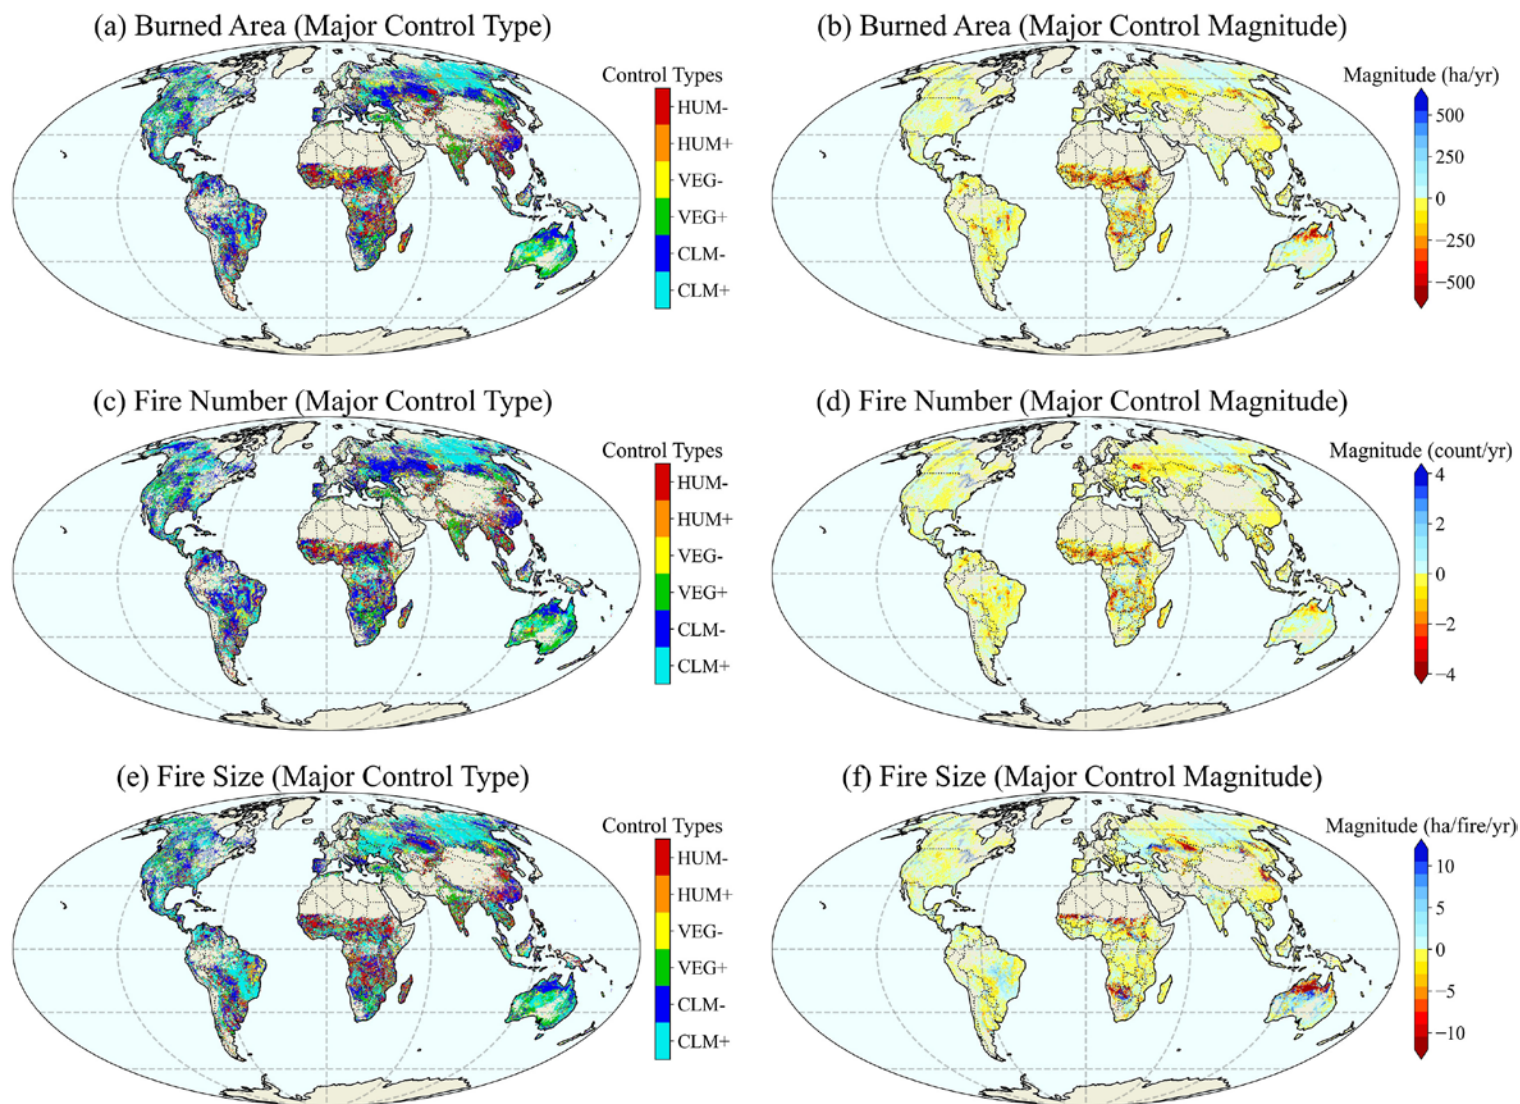 (a) Burned Area (Major Control Type)
Control Types
HUM-
HUM+
VEG-
VEG+
CLM-
CLM+
(b) Burned Area (Major Control Magnitude)
Magnitude (ha/yr)
500
250
0
−250
−500
(c) Fire Number (Major Control Type)
Control Types
HUM-
HUM+
VEG-
VEG+
CLM-
CLM+
(d) Fire Number (Major Control Magnitude)
Magnitude (count/yr)
4
2
0
−2
−4
(e) Fire Size (Major Control Type)
Control Types
HUM-
HUM+
VEG-
VEG+
CLM-
CLM+
(f) Fire Size (Major Control Magnitude)
Magnitude (ha/fire/yr)
10
5
0
−5
−10